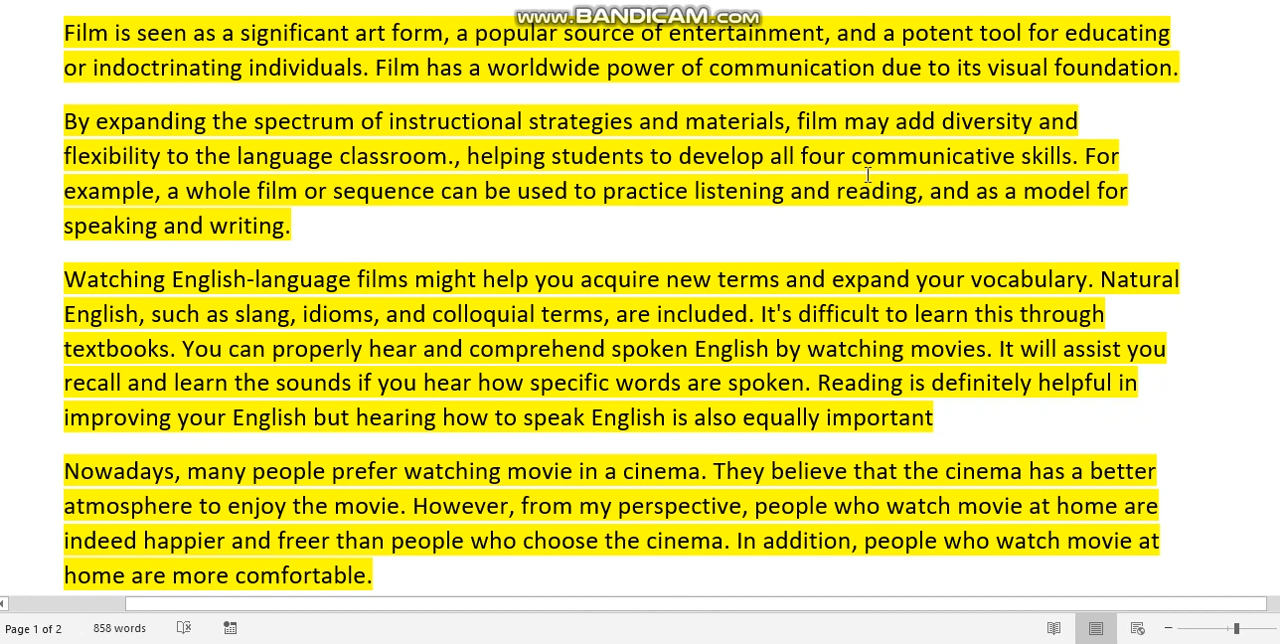 www.BANDICAM.com
Film is seen as a significant art form, a popular source of entertainment, and a potent tool for educating
or indoctrinating individuals. Film has a worldwide power of communication due to its visual foundation.
By expanding the spectrum of instructional strategies and materials, film may add diversity and
flexibility to the language classroom., helping students to develop all four communicative skills. For
example, a whole film or sequence can be used to practice listening and reading, and as a model for
speaking and writing.
Watching English-language films might help you acquire new terms and expand your vocabulary. Natural
English, such as slang, idioms, and colloquial terms, are included. It's difficult to learn this through
textbooks. You can properly hear and comprehend spoken English by watching movies. It will assist you
recall and learn the sounds if you hear how specific words are spoken. Reading is definitely helpful in
improving your English but hearing how to speak English is also equally important
Nowadays, many people prefer watching movie in a cinema. They believe that the cinema has a better
atmosphere to enjoy the movie. However, from my perspective, people who watch movie at home are
indeed happier and freer than people who choose the cinema. In addition, people who watch movie at
home are more comfortable.
Page 1 of 2 858 words